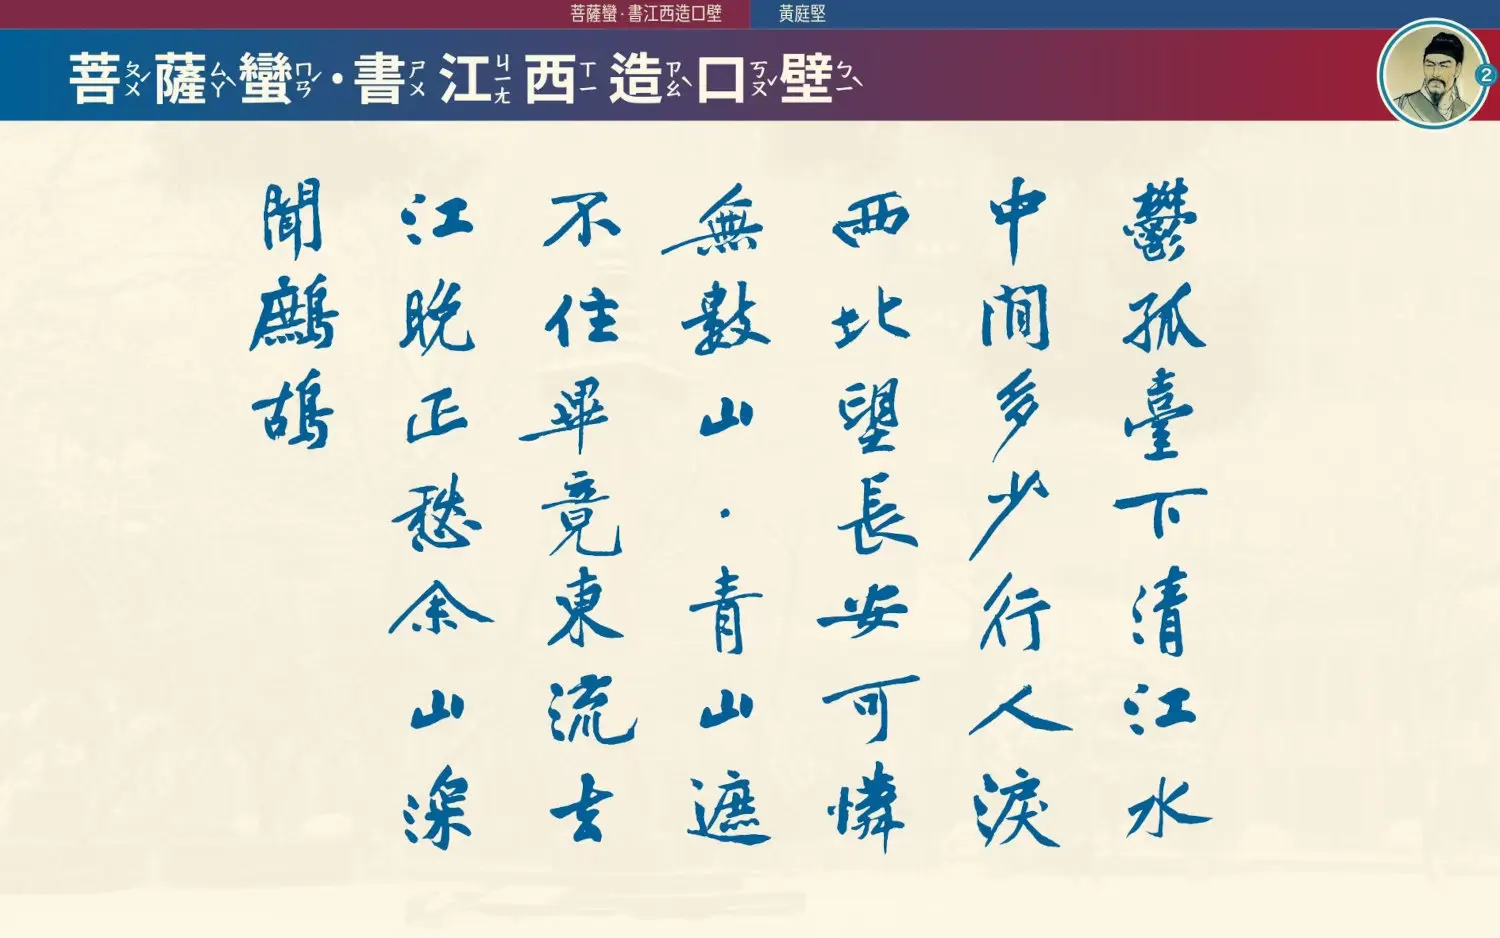 菩薩蠻·書江西造口壁 黃庭堅
菩ㄆㄨˊ薩ㄙㄚˋ蠻ㄇㄢˊ·書ㄕㄨ江ㄐㄧㄤ西ㄒㄧ造ㄗㄠˋ口ㄎㄡˇ壁ㄅㄧˋ
2
鬱孤臺下清江水
中間多少行人淚
西北望長安可憐
無數山·青山遮
不住畢竟東流去
江晚正愁余山深
聞鷓鴣